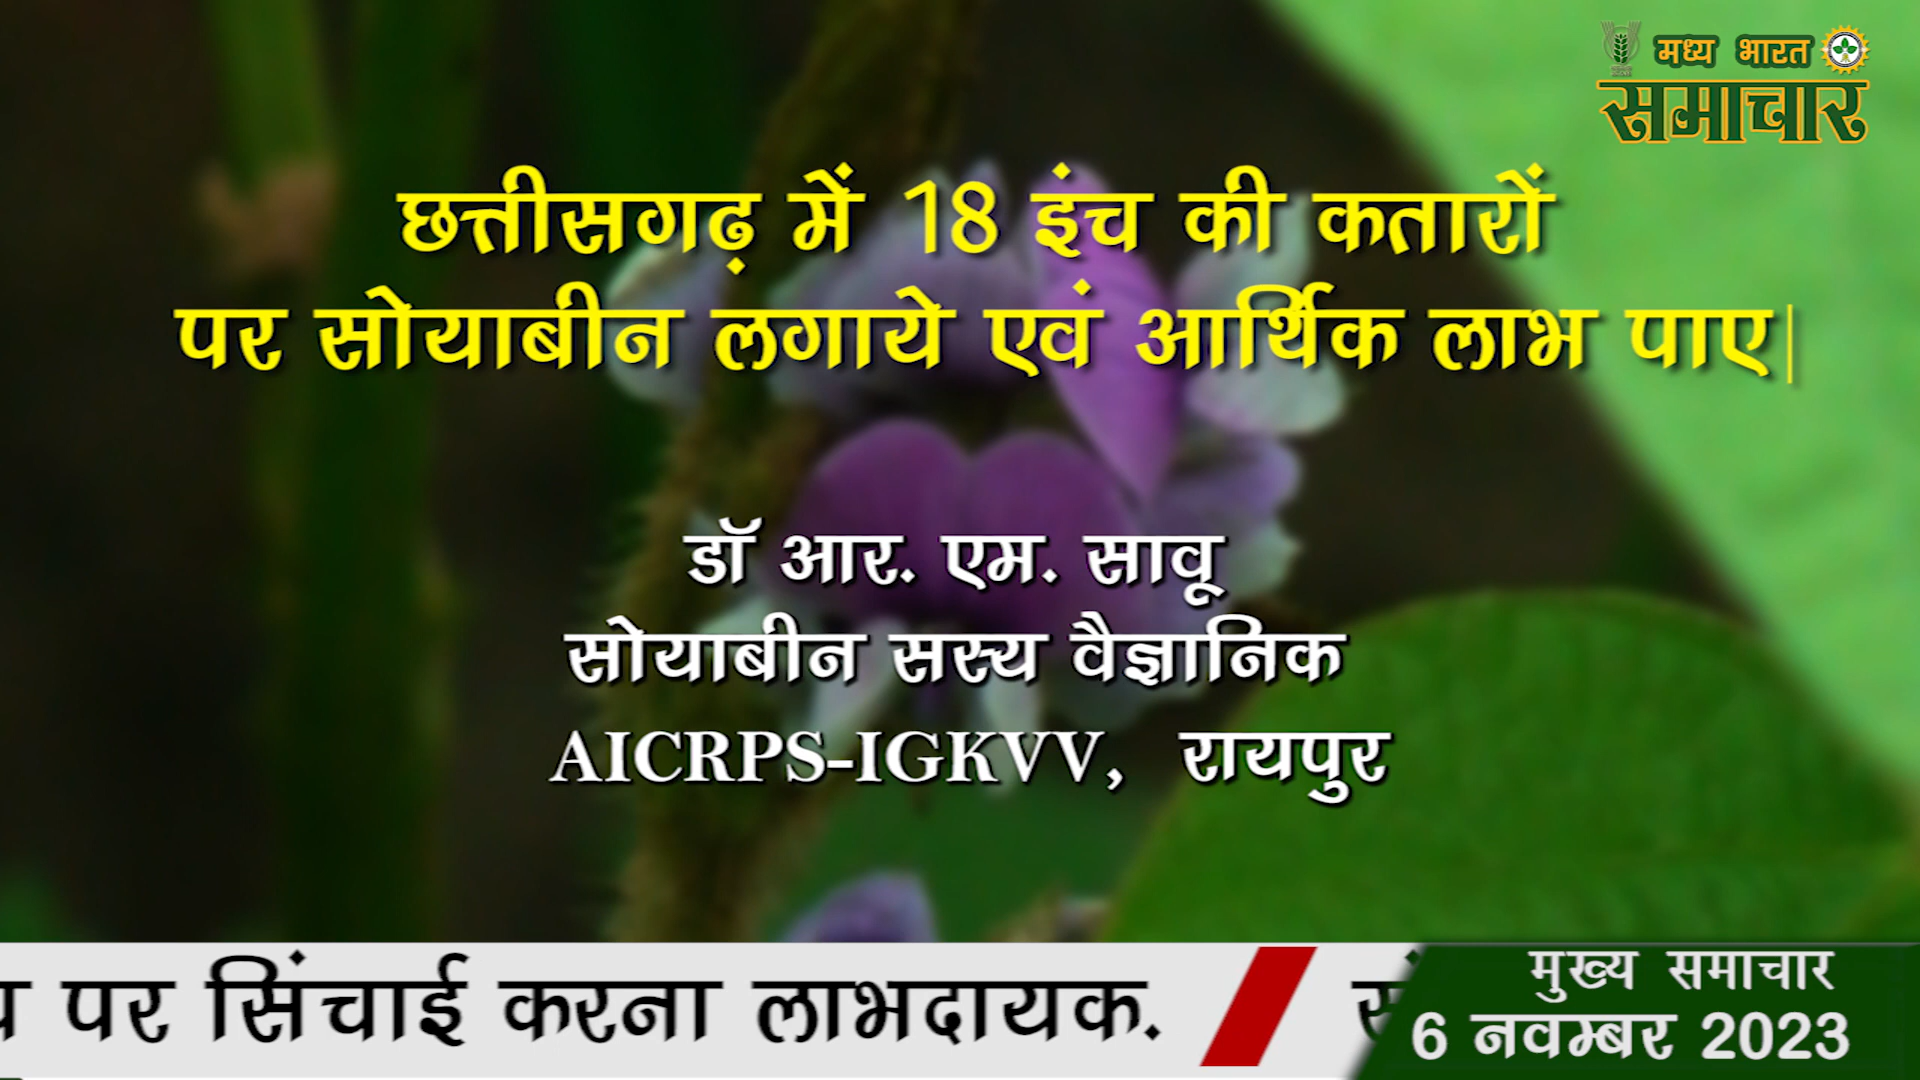 मध्य भारत
समाचार
छत्तीसगढ़ में 18 इंच की कतारों
पर सोयाबीन लगाये एवं आर्थिक लाभ पाए|
डॉ आर. एम. सावू
सोयाबीन सस्य वैज्ञानिक
AICRPS-IGKVV, रायपुर
पर सिंचाई करना लाभदायक.
मुख्य समाचार
6 नवम्बर 2023